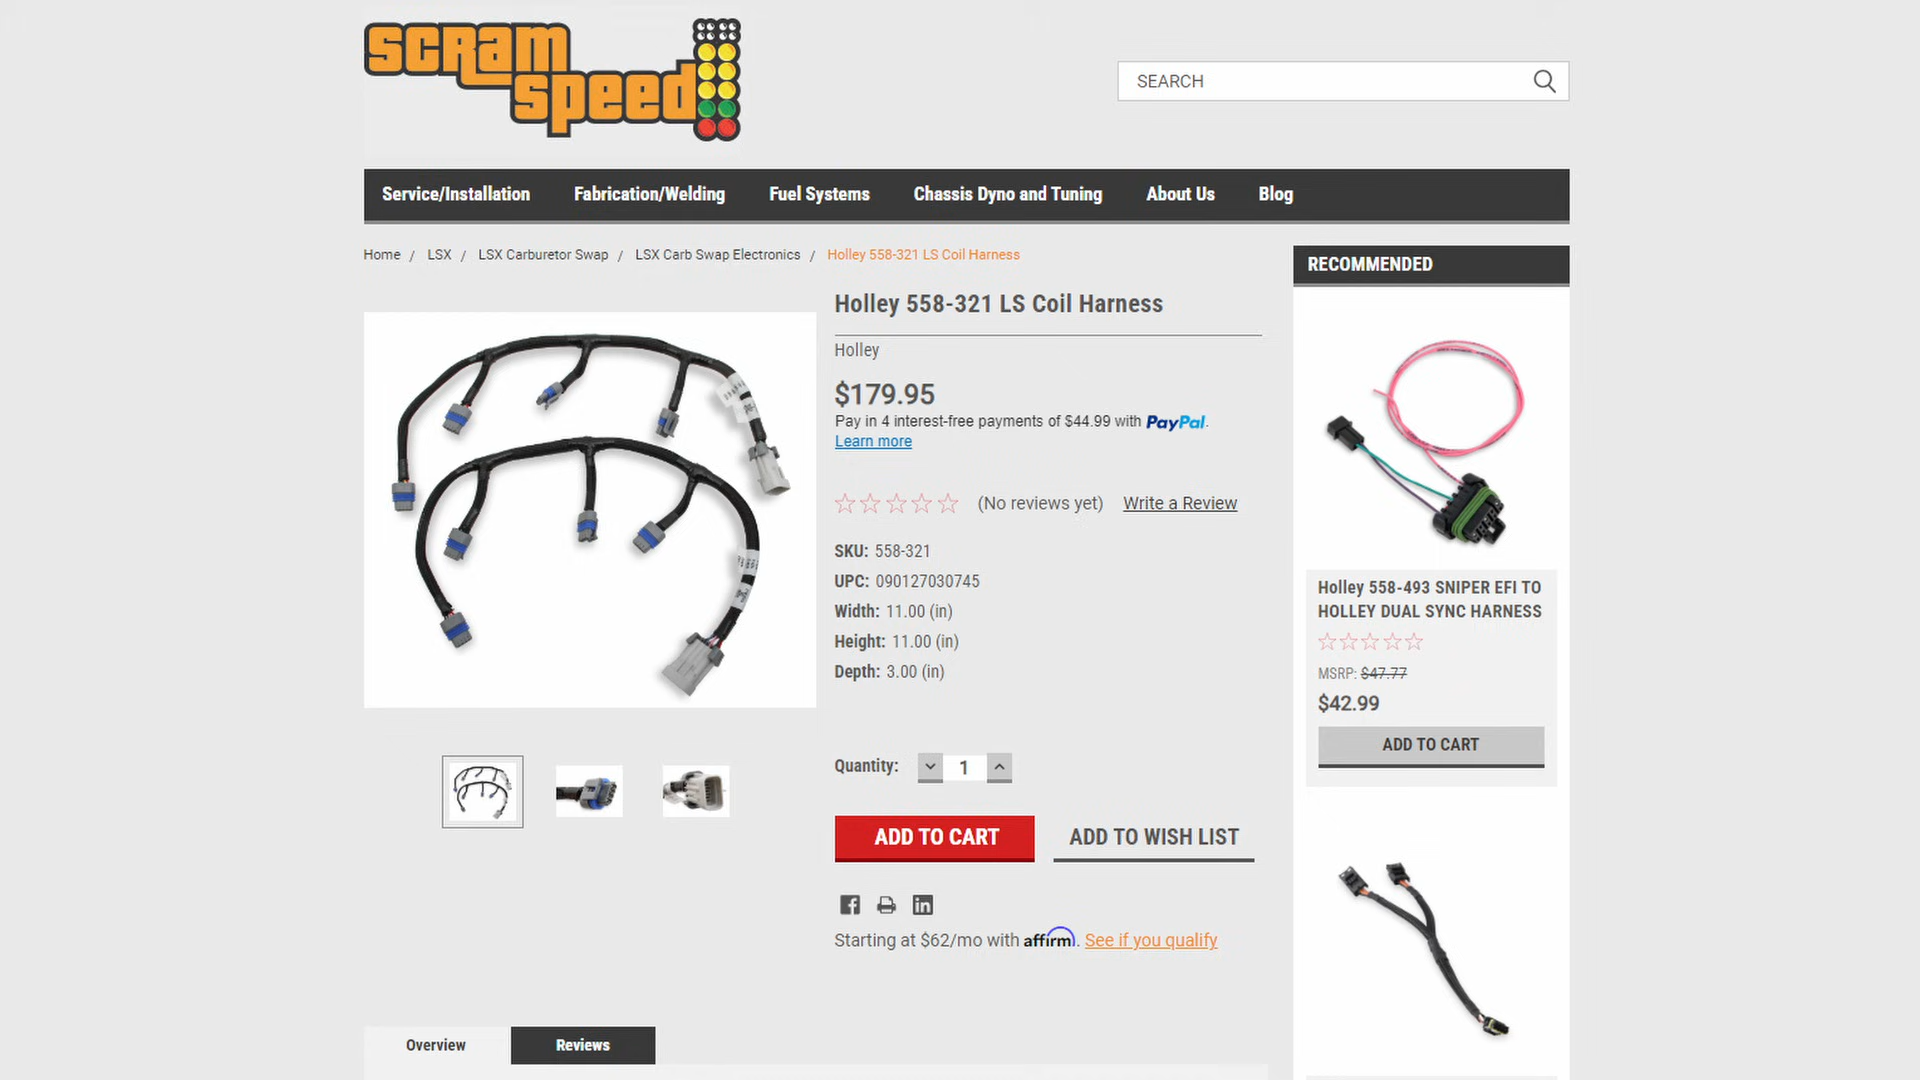 scram
speed
SEARCH
Service/Installation Fabrication/Welding Fuel Systems Chassis Dyno and Tuning About Us Blog
Home / LSX / LSX Carburetor Swap / LSX Carb Swap Electronics / Holley 558-321 LS Coil Harness
RECOMMENDED
Holley 558-321 LS Coil Harness
Holley
$179.95
Pay in 4 interest-free payments of $44.99 with PayPal.
Learn more
(No reviews yet) Write a Review
SKU: 558-321
UPC: 090127030745
Width: 11.00 (in)
Height: 11.00 (in)
Depth: 3.00 (in)
Quantity: 1
ADD TO CART ADD TO WISH LIST
Starting at $62/mo with affirm. See if you qualify
Overview Reviews
Holley 558-493 SNIPER EFI TO
HOLLEY DUAL SYNC HARNESS
MSRP: $47.77
$42.99
ADD TO CART